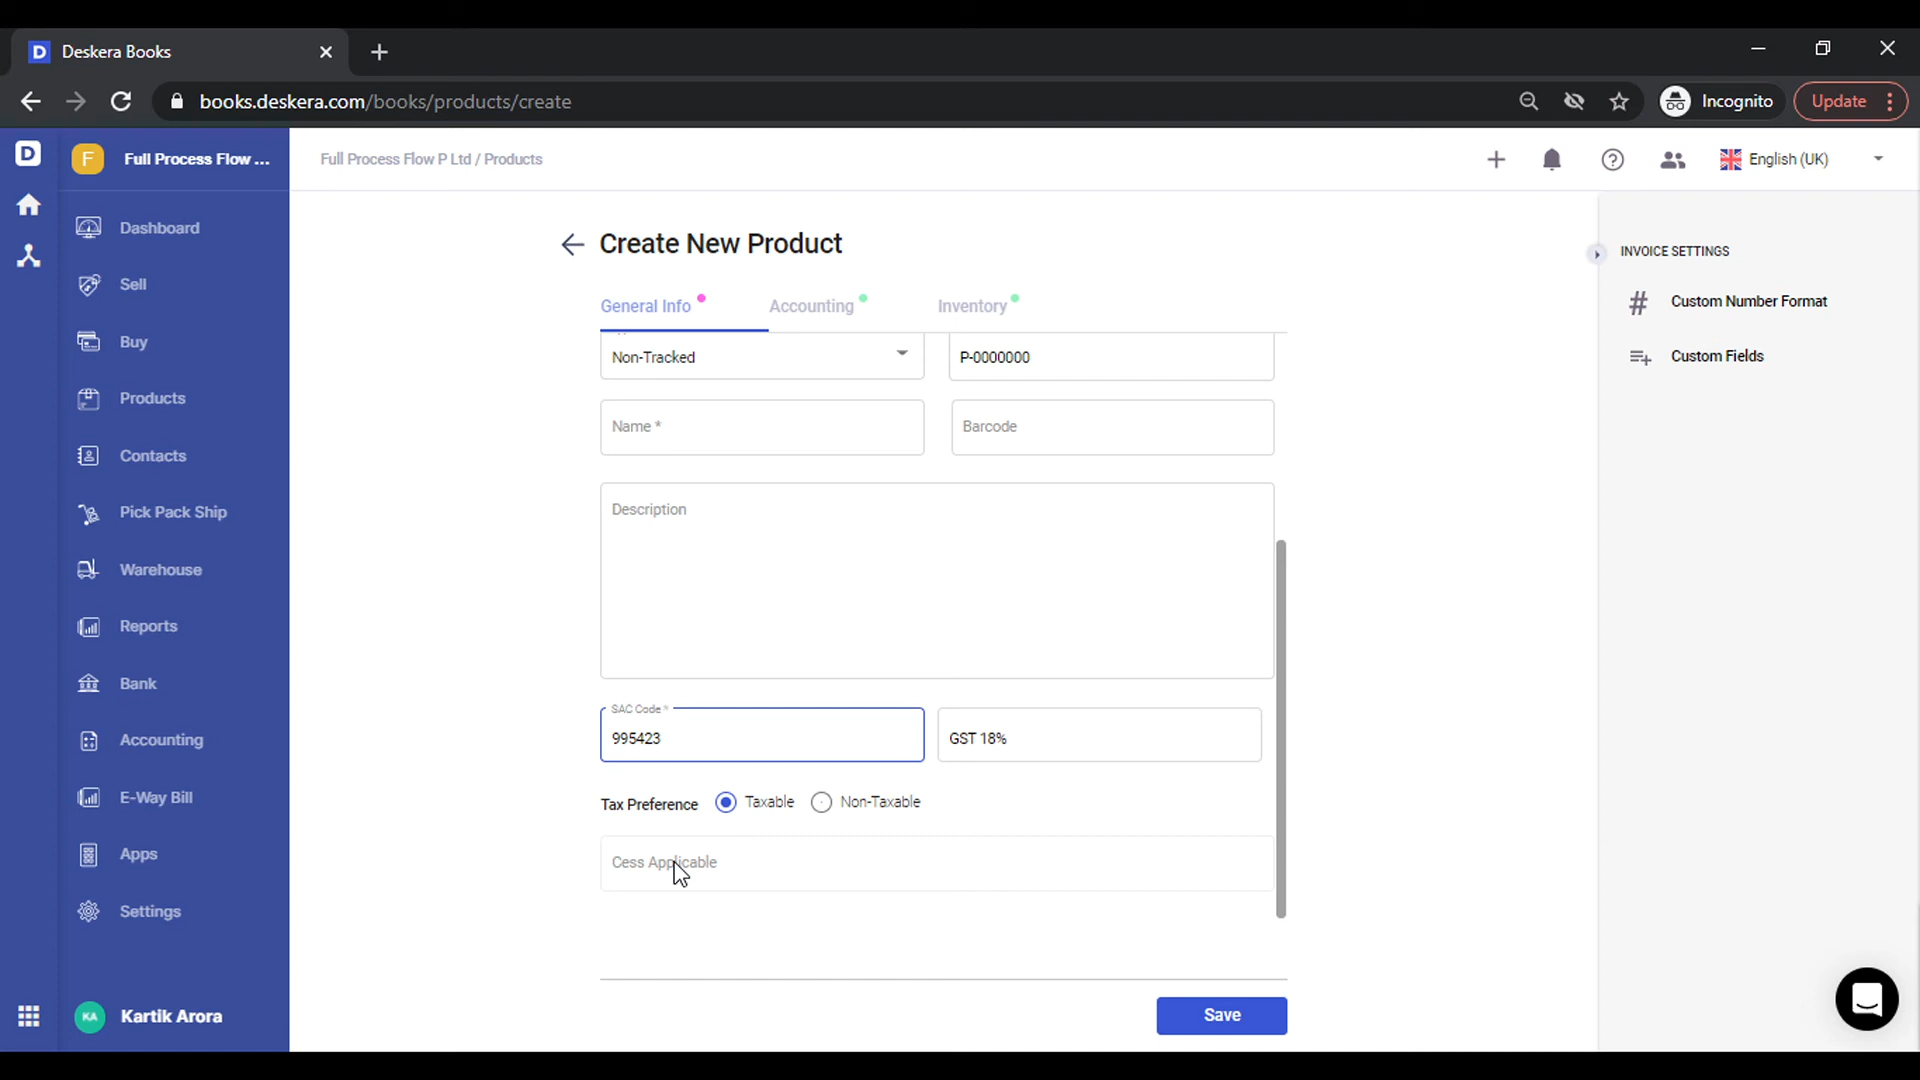 D Deskera Books
books.deskera.com/books/products/create
Incognito
Update
D
F Full Process Flow ...
Full Process Flow P Ltd / Products
English (UK)
Dashboard
Sell
Buy
Products
Contacts
Pick Pack Ship
Warehouse
Reports
Bank
Accounting
E-Way Bill
Apps
Settings
KA Kartik Arora
Create New Product
General Info Accounting Inventory
Non-Tracked P-0000000
Name * Barcode
Description
SAC Code *
995423 GST 18%
Tax Preference Taxable Non-Taxable
Cess Applicable
Save
INVOICE SETTINGS
# Custom Number Format
Custom Fields